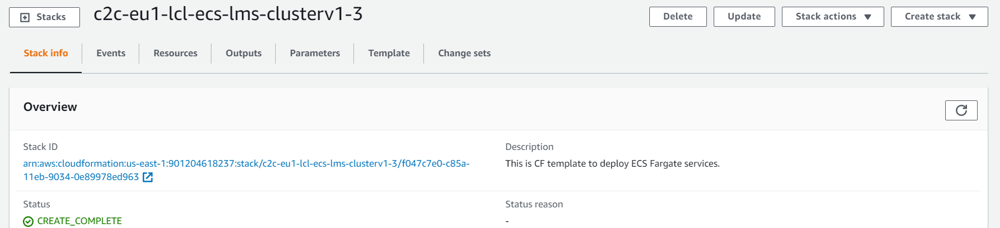 Stacks
c2c-eu1-lcl-ecs-lms-clusterv1-3
Delete
Update
Stack actions
Create stack
Stack info
Events
Resources
Outputs
Parameters
Template
Change sets
Overview
Stack ID
arn:aws:cloudformation:us-east-1:901204618237:stack/c2c-eu1-lcl-ecs-lms-clusterv1-3/f047c7e0-c85a-
11eb-9034-0e89978ed963
Description
This is CF template to deploy ECS Fargate services.
Status
CREATE_COMPLETE
Status reason
-